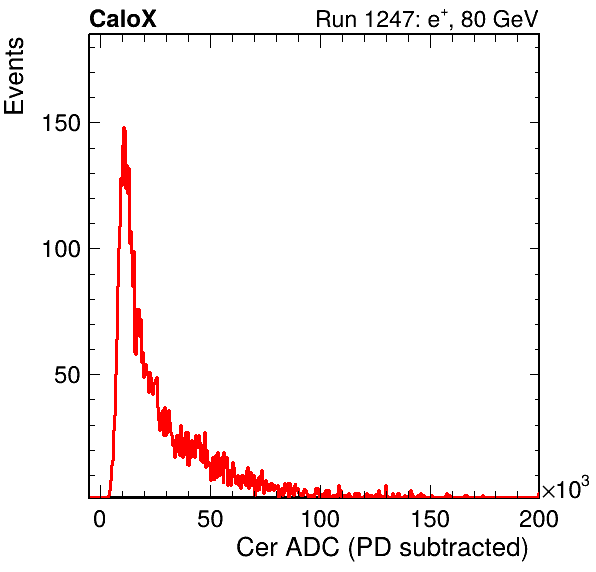 CaloX Run 1247: e⁺, 80 GeV
Events
150
100
50
0 50 100 150 200 ×10³
Cer ADC (PD subtracted)